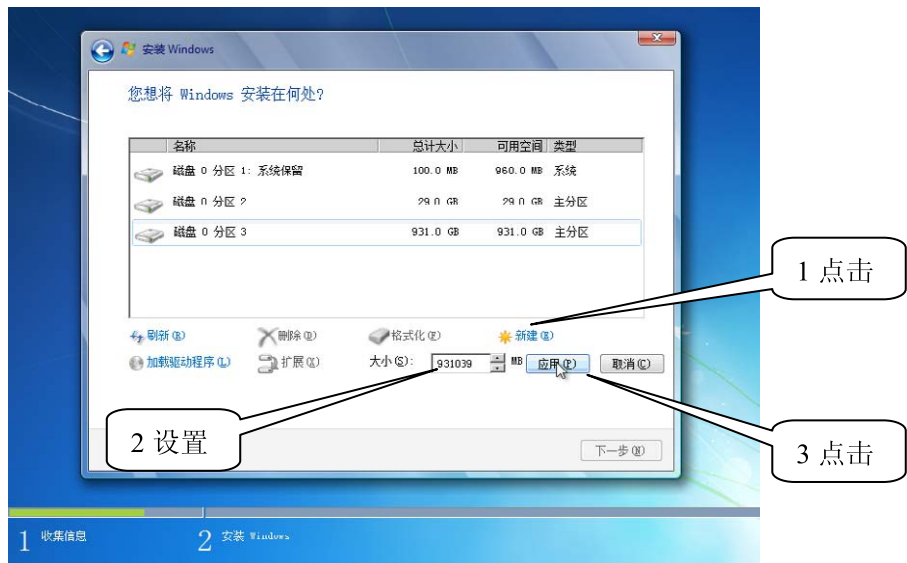 安装 Windows
您想将 Windows 安装在何处?
名称 总计大小 可用空间 类型
磁盘 0 分区 1: 系统保留 100.0 MB 960.0 MB 系统
磁盘 0 分区 2 29.0 GB 29.0 GB 主分区
磁盘 0 分区 3 931.0 GB 931.0 GB 主分区
1 点击
刷新(R) 删除(D) 格式化(F) 新建(E)
加载驱动程序(L) 扩展(X) 大小(S): 931039 MB 应用(P) 取消(C)
2 设置
下一步(N)
3 点击
1 收集信息 2 安装 Windows